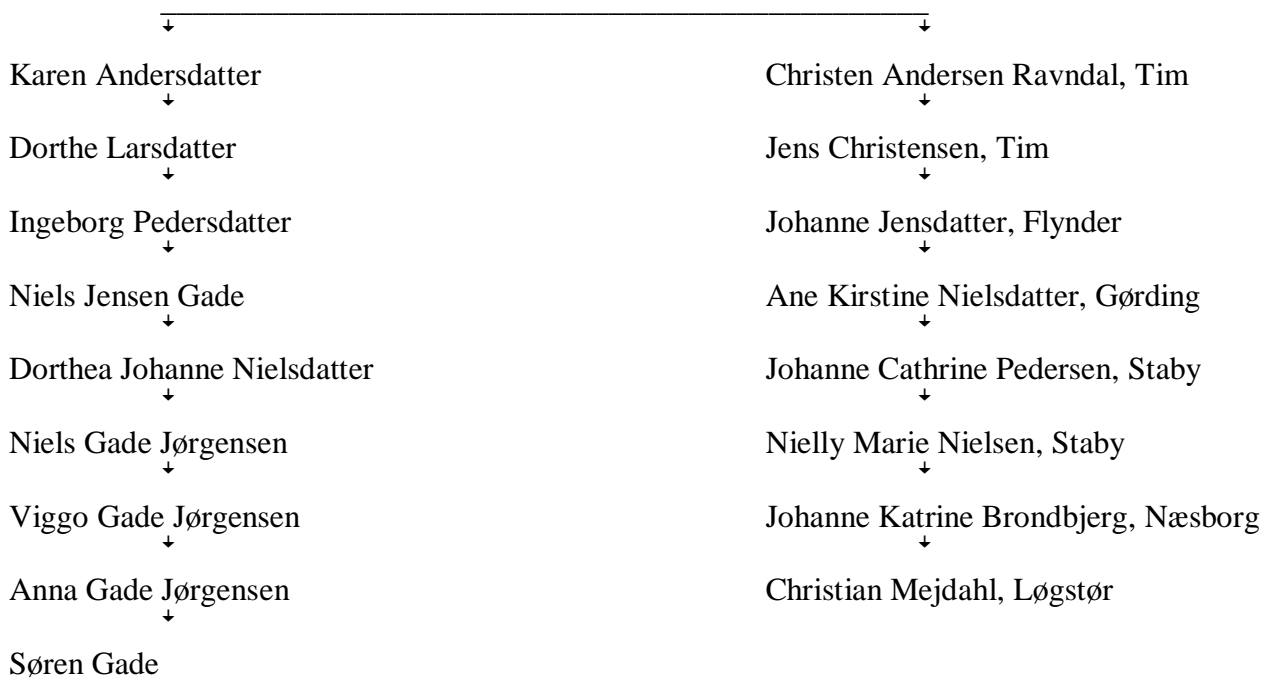 Karen Andersdatter Christen Andersen Ravndal, Tim
Dorthe Larsdatter Jens Christensen, Tim
Ingeborg Pedersdatter Johanne Jensdatter, Flynder
Niels Jensen Gade Ane Kirstine Nielsdatter, Gørding
Dorthea Johanne Nielsdatter Johanne Cathrine Pedersen, Staby
Niels Gade Jørgensen Nielly Marie Nielsen, Staby
Viggo Gade Jørgensen Johanne Katrine Brondbjerg, Næsborg
Anna Gade Jørgensen Christian Mejdahl, Løgstør
Søren Gade